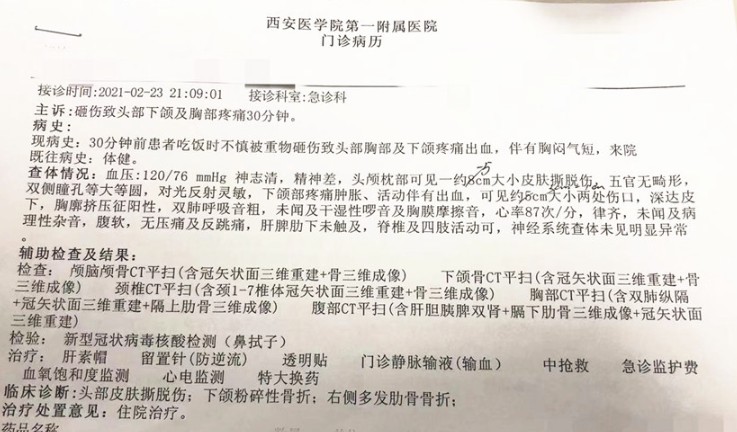 西安医学院第一附属医院
门诊病历
接诊时间:2021-02-23 21:09:01 接诊科室:急诊科
主诉:砸伤致头部下颌及胸部疼痛30分钟。
病史:
现病史:30分钟前患者吃饭时不慎被重物砸伤致头部胸部及下颌疼痛出血，伴有胸闷气短，来院
既往病史:体健。
查体情况:血压:120/76 mmHg 神志清，精神差，头颅枕部可见一约8cm大小皮肤撕脱伤，五官无畸形，
双侧瞳孔等大等圆，对光反射灵敏，下颌部疼痛肿胀、活动伴有出血，可见约5cm大小两处伤口，深达皮
下，胸廓挤压征阳性，双肺呼吸音粗，未闻及干湿性啰音及胸膜摩擦音，心率87次/分，律齐，未闻及病
理性杂音，腹软，无压痛及反跳痛，肝脾肋下未触及，脊椎及四肢活动可，神经系统查体未见明显异常
。
辅助检查及结果:
检查: 颅脑颅骨CT平扫(含冠矢状面三维重建+骨三维成像) 下颌骨CT平扫(含冠矢状面三维重建+骨
三维成像) 颈椎CT平扫(含颈1-7椎体冠矢状面三维重建+骨三维成像) 胸部CT平扫(含双肺纵隔
+冠矢状面三维重建+隔上肋骨三维成像) 腹部CT平扫(含肝胆胰脾双肾+隔下肋骨三维成像+冠矢状面
三维重建)
检验: 新型冠状病毒核酸检测（鼻拭子）
治疗: 肝素帽 留置针(防逆流) 透明贴 门诊静脉输液(输血） 中抢救 急诊监护费
血氧饱和度监测 心电监测 特大换药
临床诊断:头部皮肤撕脱伤；下颌粉碎性骨折；右侧多发肋骨骨折；
治疗处置意见：住院治疗。
药品名称